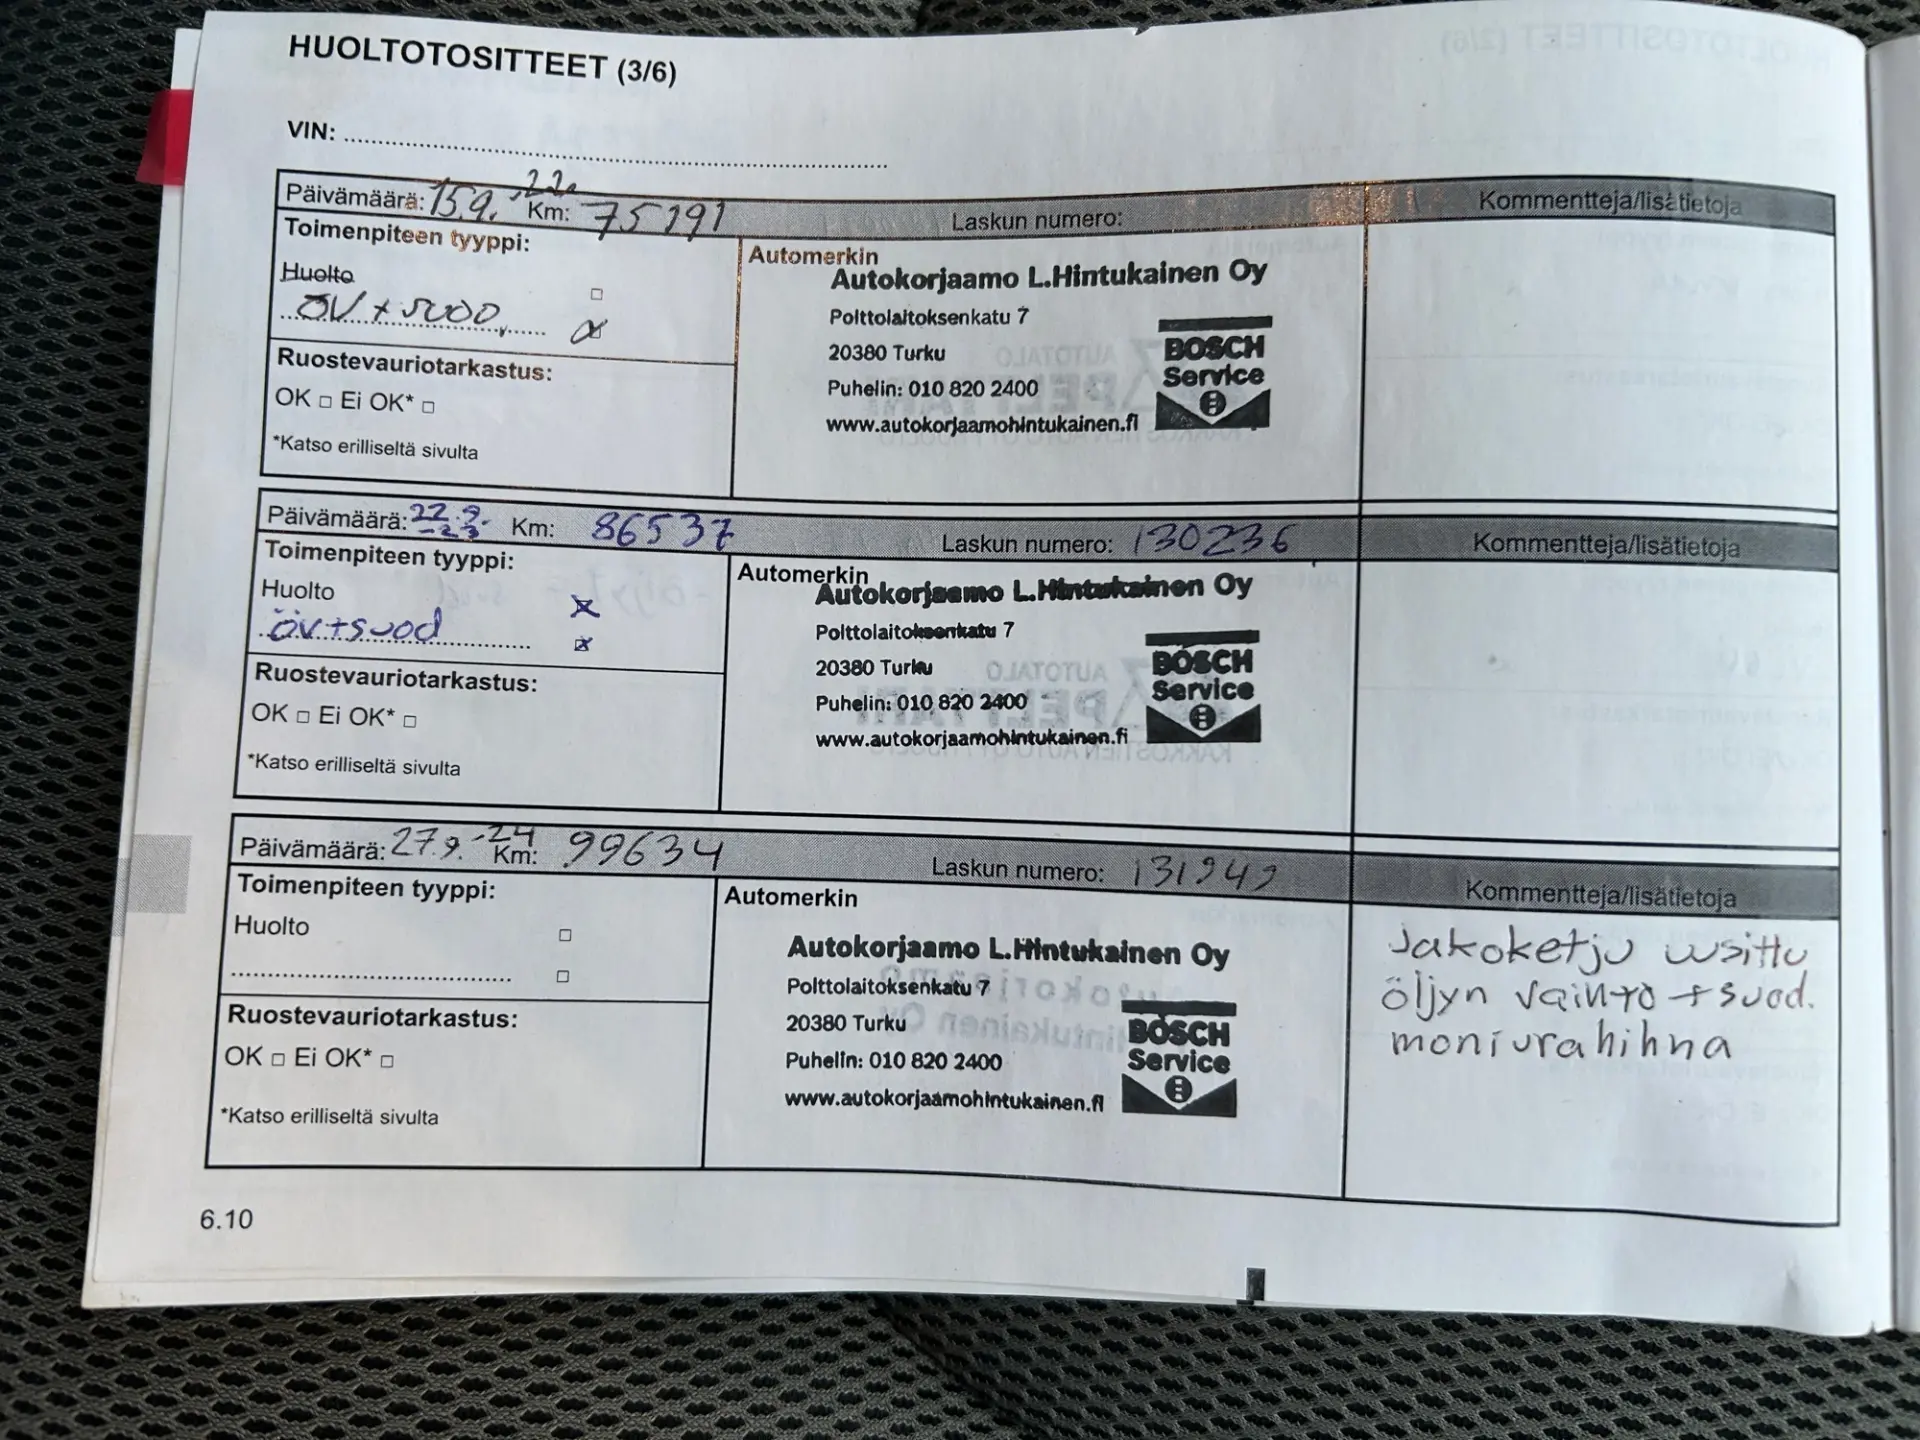 HUOLTOTOSITTEET (3/6)
VIN:
Päivämäärä: 15.9. -22. Km: 75191 Laskun numero: Kommentteja/lisätietoja
Toimenpiteen tyyppi:
Huolto
ÖV + suod,
Ruostevauriotarkastus:
OK □ Ei OK* □
*Katso erilliseltä sivulta
Automerkin
Autokorjaamo L.Hintukainen Oy
Polttolaitoksenkatu 7
20380 Turku
Puhelin: 010 820 2400
www.autokorjaamohintukainen.fi
BOSCH
Service
Päivämäärä: 22.9. -23 Km: 86537 Laskun numero: 130236 Kommentteja/lisätietoja
Toimenpiteen tyyppi:
Huolto
öv+suod
Ruostevauriotarkastus:
OK □ Ei OK* □
*Katso erilliseltä sivulta
Automerkin
Autokorjaamo L.Hintukainen Oy
Polttolaitoksenkatu 7
20380 Turku
Puhelin: 010 820 2400
www.autokorjaamohintukainen.fi
BOSCH
Service
Päivämäärä: 27.9. -24 Km: 99634 Laskun numero: Kommentteja/lisätietoja
Toimenpiteen tyyppi:
Huolto
Ruostevauriotarkastus:
OK □ Ei OK* □
*Katso erilliseltä sivulta
Automerkin
Autokorjaamo L.Hintukainen Oy
Polttolaitoksenkatu 7
20380 Turku
Puhelin: 010 820 2400
www.autokorjaamohintukainen.fi
BOSCH
Service
Jakoketju uusittu
öljyn vaihto + suod.
moniurahihna
6.10